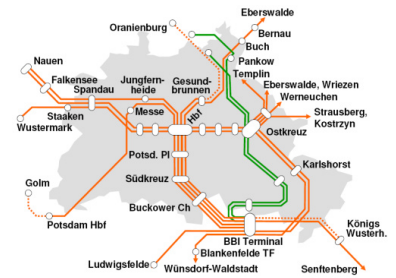 Eberswalde
Oranienburg
Bernau
Buch
Nauen
Pankow
Falkensee
Jungfern-
heide
Gesund-
brunnen
Templin
Spandau
Eberswalde, Wriezen
Werneuchen
Messe
Hbf
Staaken
Strausberg,
Kostrzyn
Wustermark
Ostkreuz
Potsd. Pl
Karlshorst
Südkreuz
Golm
Buckower Ch
Potsdam Hbf
Königs
Wusterh.
BBI Terminal
Blankenfelde TF
Ludwigsfelde
Wünsdorf-Waldstadt
Senftenberg